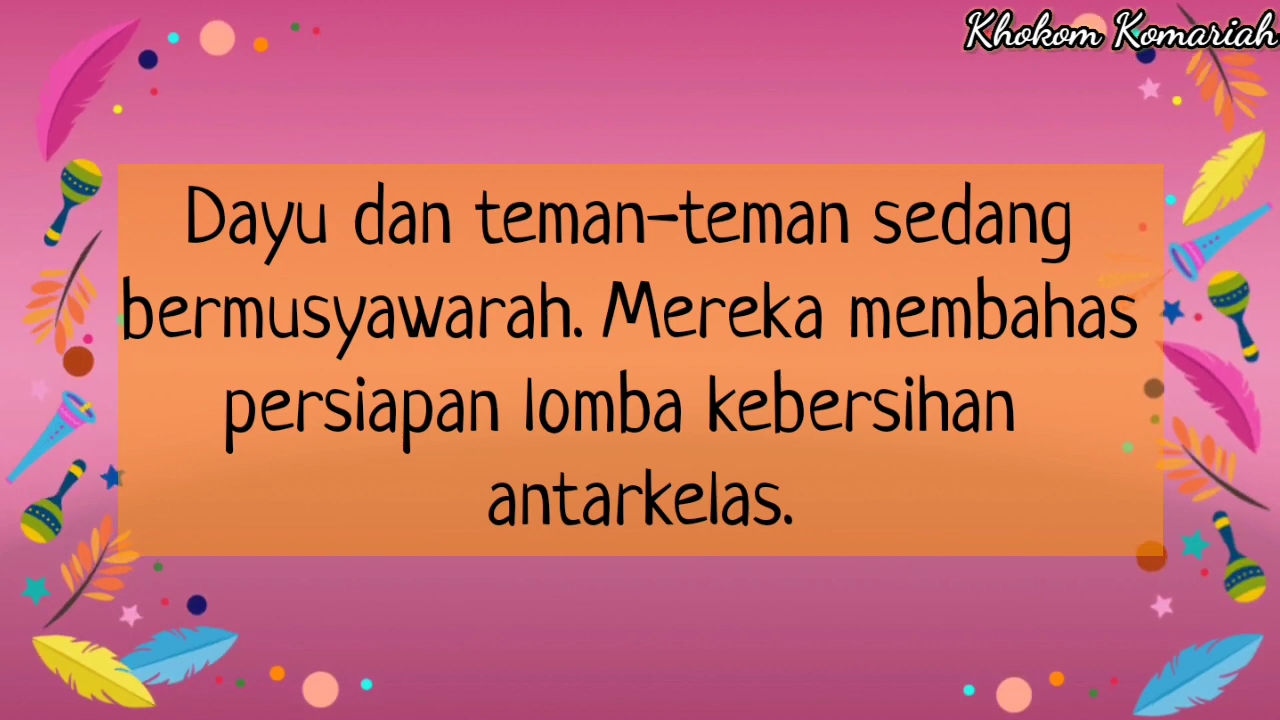 Khokom Komariah
Dayu dan teman-teman sedang
bermusyawarah. Mereka membahas
persiapan lomba kebersihan
antarkelas.